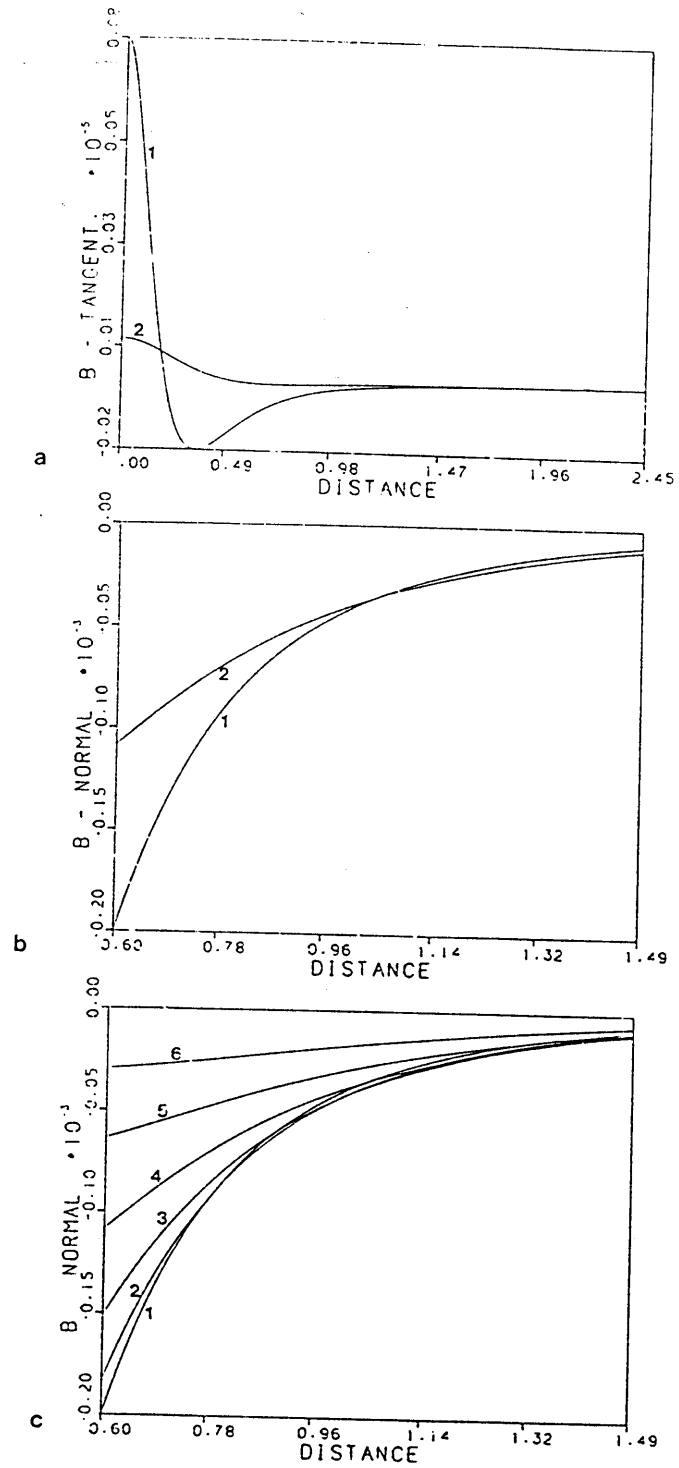 0.08
0.05
0.03
0.01
-0.02
B - TANGENT. *10⁻⁵
1
2
.00 0.49 0.98 1.47 1.96 2.45
DISTANCE
a
0.00
-0.05
-0.10
-0.15
-0.20
B - NORMAL *10⁻³
2
1
0.60 0.78 0.96 1.14 1.32 1.49
DISTANCE
b
0.00
-0.05
-0.10
-0.15
-0.20
B NORMAL *10⁻³
6
5
4
3
2
1
0.60 0.78 0.96 1.14 1.32 1.49
DISTANCE
c